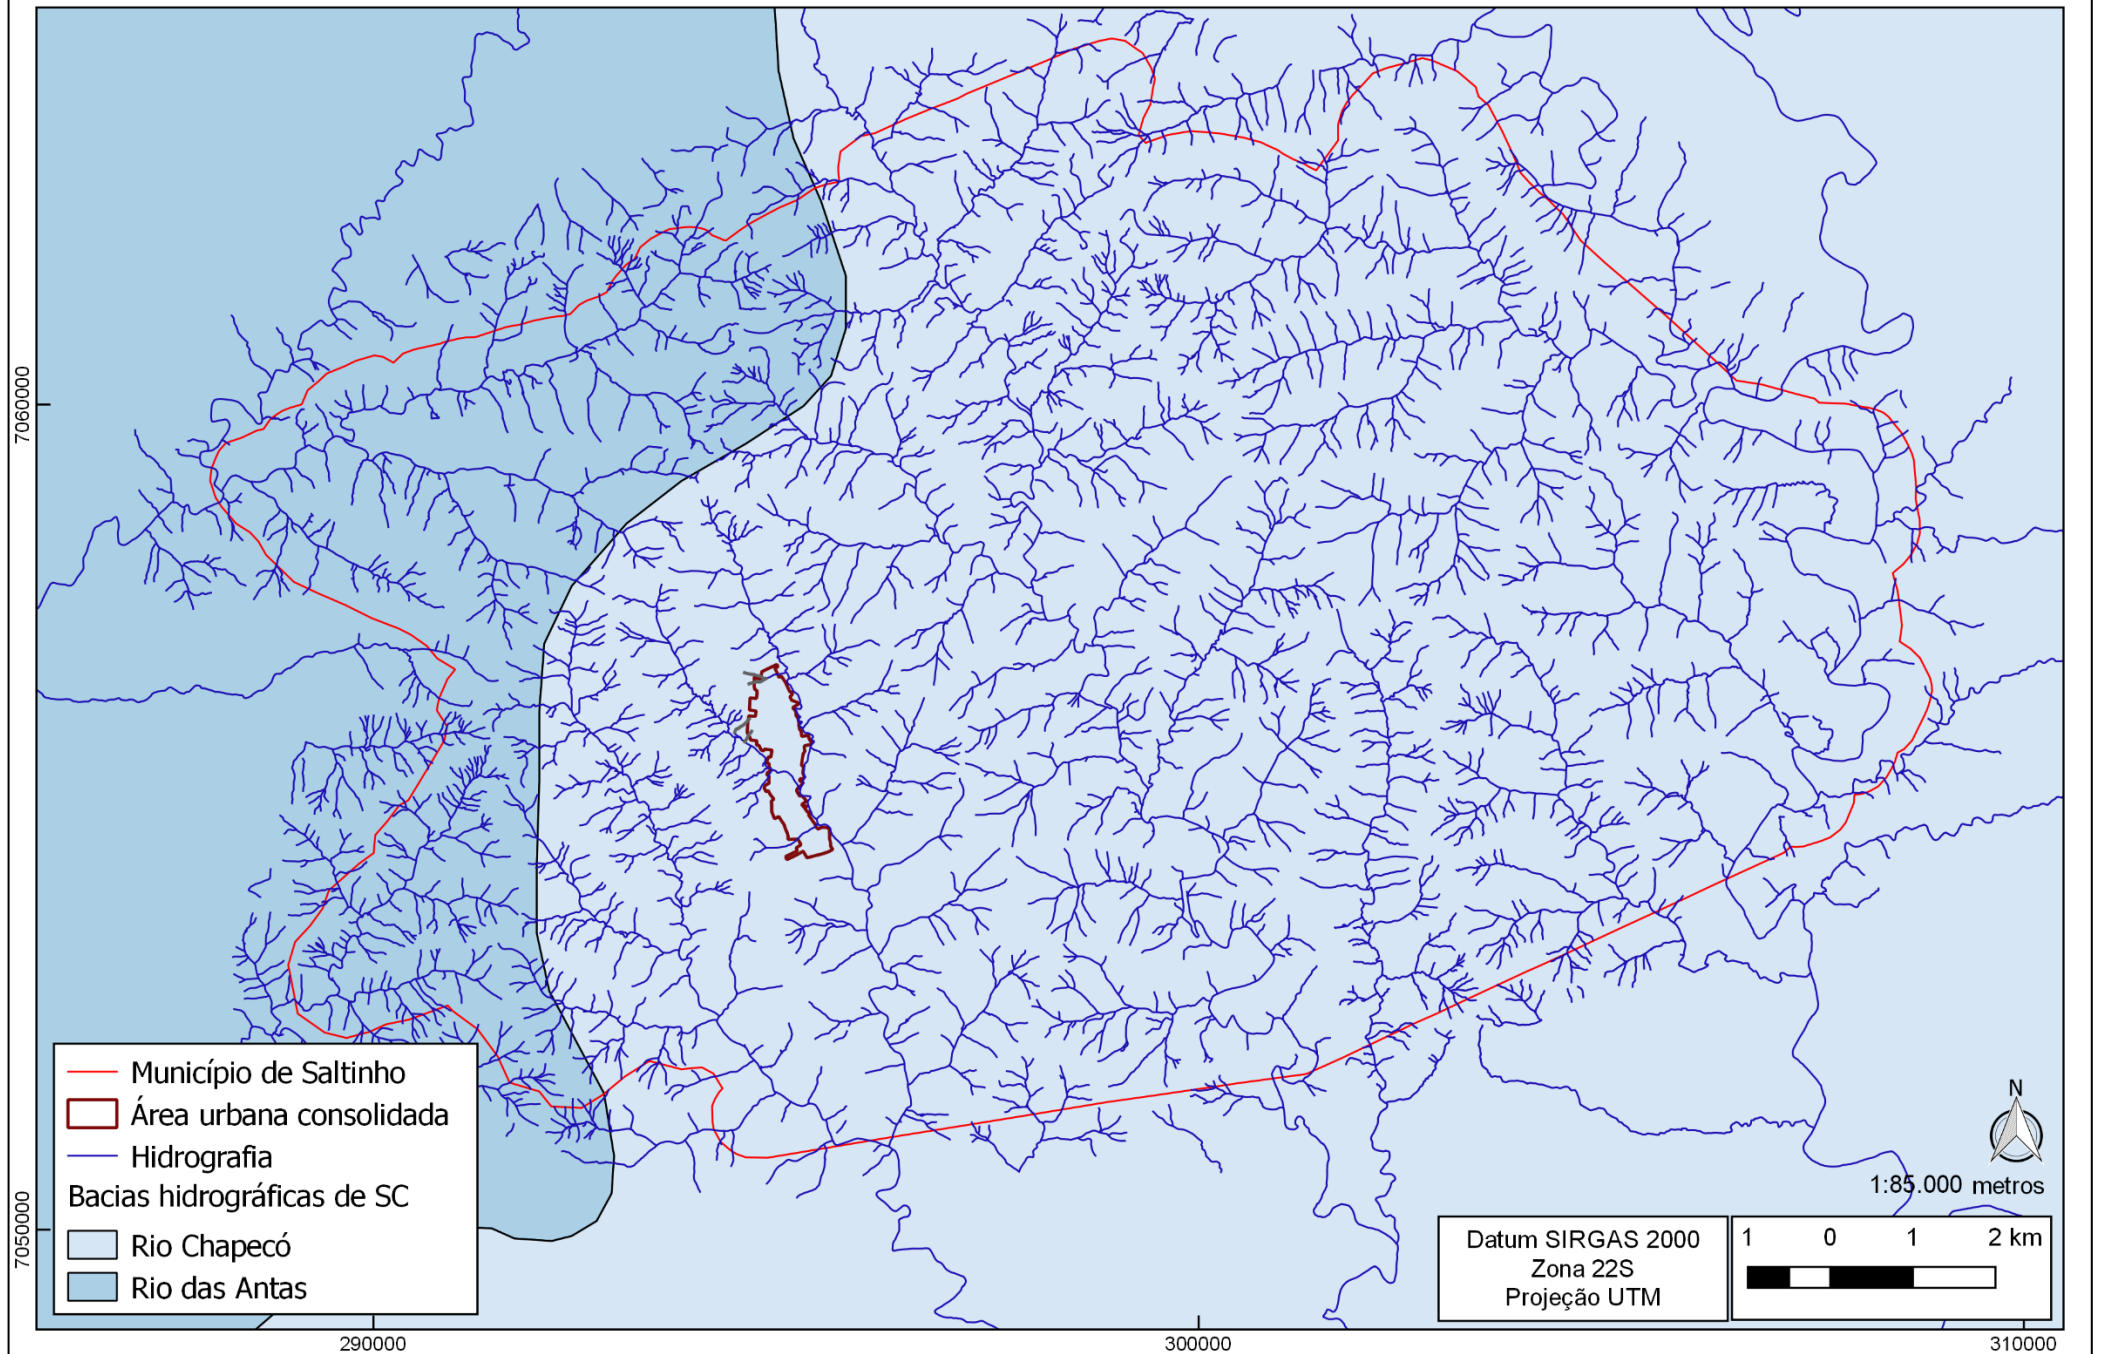 7060000
7050000
Município de Saltinho
Área urbana consolidada
Hidrografia
Bacias hidrográficas de SC
Rio Chapecó
Rio das Antas
N
1:85.000 metros
Datum SIRGAS 2000
Zona 22S
Projeção UTM
1 0 1 2 km
290000 300000 310000